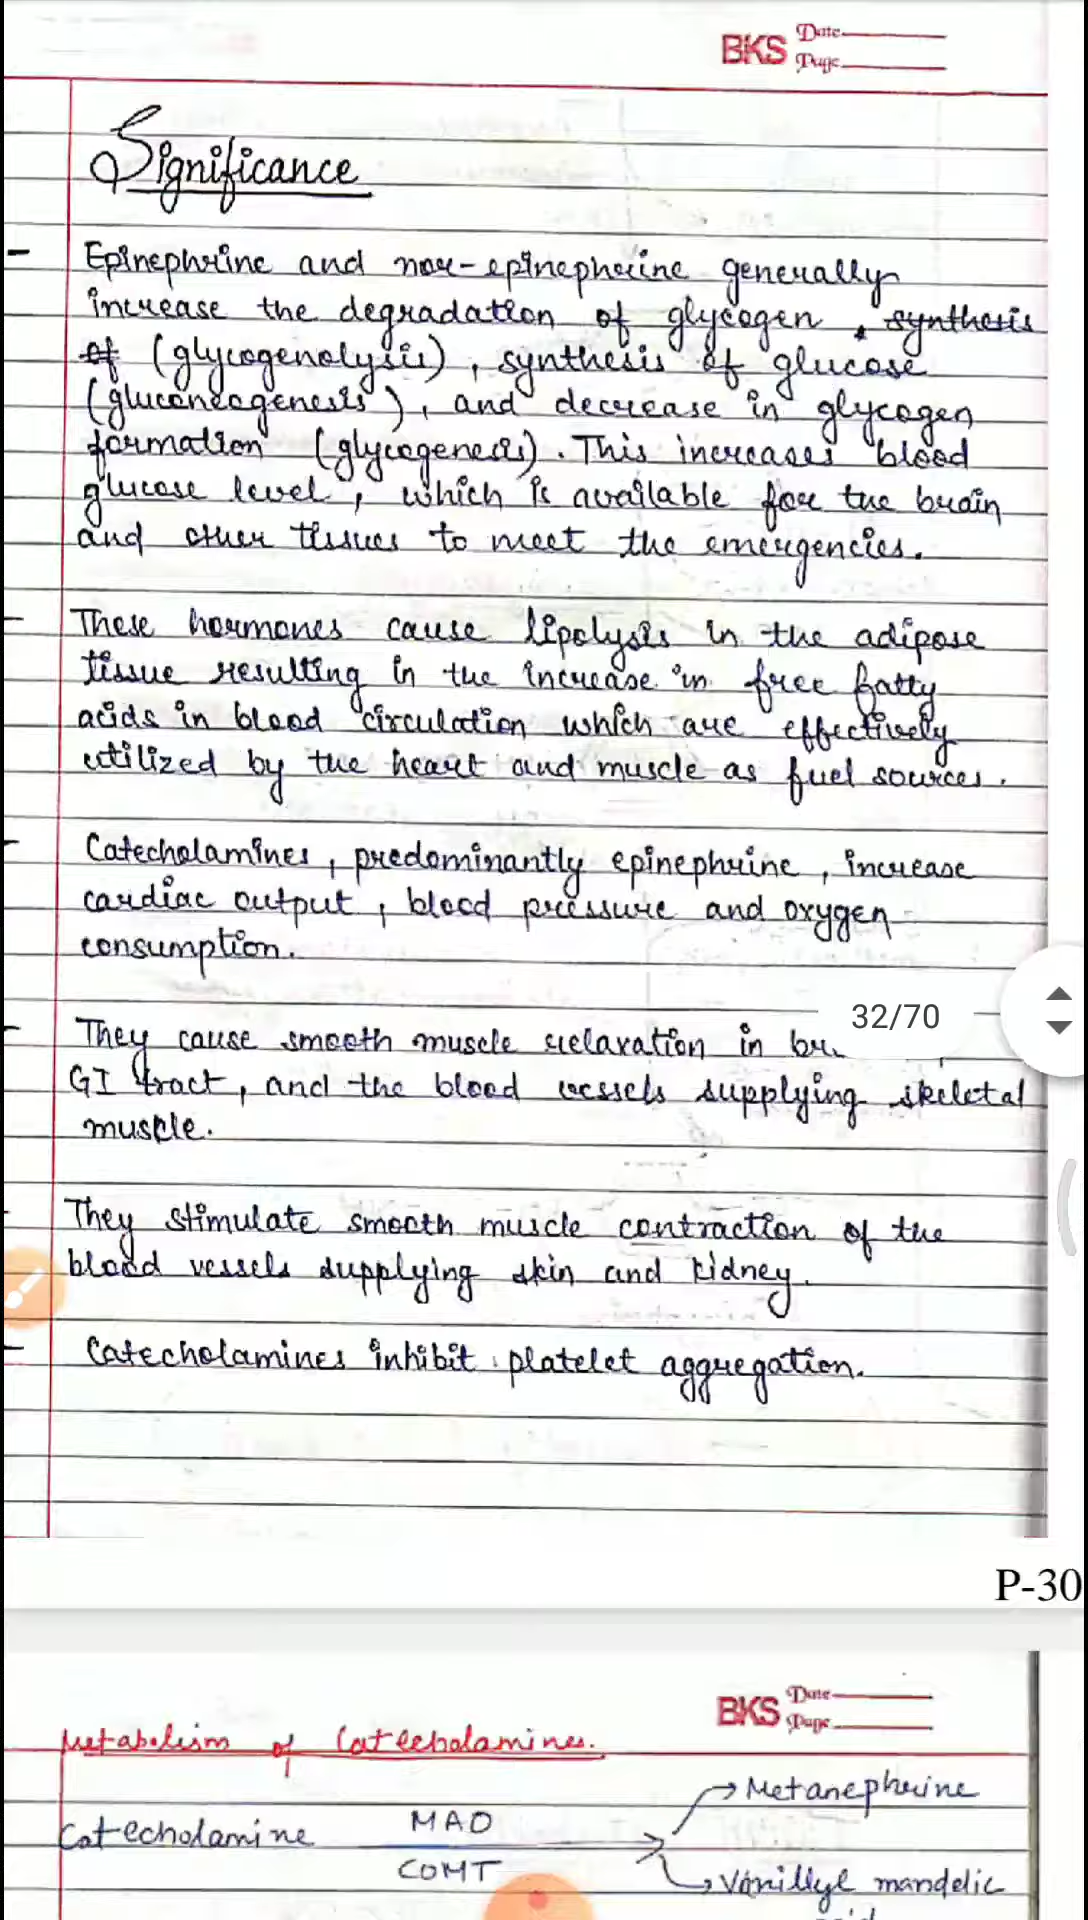 BKS Date
Page
Significance
- Epinephrine and nor-epinephrine generally
increase the degradation of glycogen, synthesis
of (glycogenolysis), synthesis of glucose
(gluconeogenesis), and decrease in glycogen
formation (glycogenesis). This increases blood
glucose level, which is available for the brain
and other tissues to meet the emergencies.
- These hormones cause lipolysis in the adipose
tissue resulting in the increase in free fatty
acids in blood circulation which are effectively
utilized by the heart and muscle as fuel sources.
- Catecholamines, predominantly epinephrine, increase
cardiac output, blood pressure and oxygen
consumption.
32/70
- They cause smooth muscle relaxation in
GI tract, and the blood vessels supplying skeletal
muscle.
- They stimulate smooth muscle contraction of the
blood vessels supplying skin and kidney.
- Catecholamines inhibit platelet aggregation.
P-30
BKS Date
Page
Metabolism of Catecholamines.
→ Metanephrine
Catecholamine MAO
COMT
→ Vanillyl mandelic